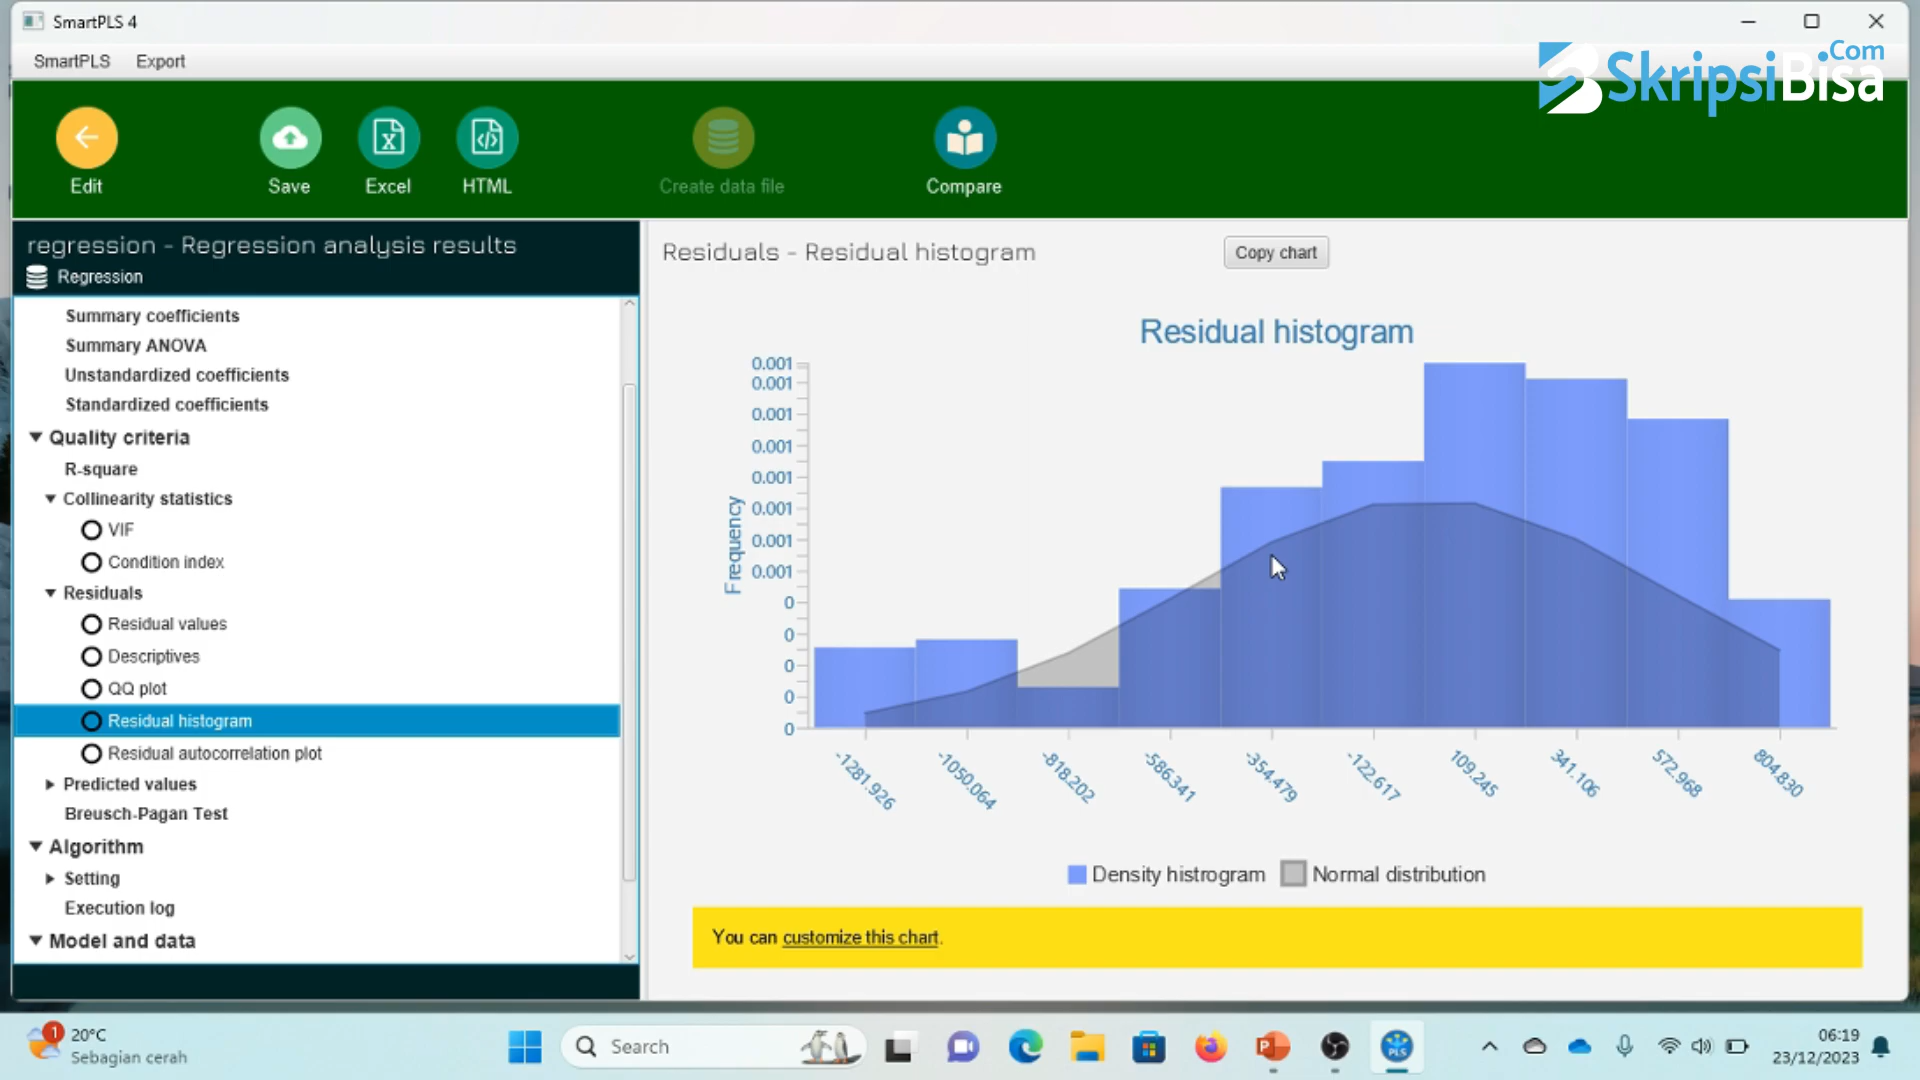 SmartPLS 4
SmartPLS Export
SkripsiBisa
.Com
Edit
Save
Excel
HTML
Create data file
Compare
regression - Regression analysis results
Regression
Summary coefficients
Summary ANOVA
Unstandardized coefficients
Standardized coefficients
Quality criteria
R-square
Collinearity statistics
VIF
Condition index
Residuals
Residual values
Descriptives
QQ plot
Residual histogram
Residual autocorrelation plot
Predicted values
Breusch-Pagan Test
Algorithm
Setting
Execution log
Model and data
Residuals - Residual histogram
Copy chart
Residual histogram
Frequency
0.001
0.001
0.001
0.001
0.001
0.001
0.001
0.001
0
0
0
0
0
-1281.926
-1050.064
-818.202
-586.341
-354.479
-122.617
109.245
341.106
572.968
804.830
Density histrogram
Normal distribution
You can customize this chart.
1
20°C
Sebagian cerah
Search
P
PLS
06:19
23/12/2023